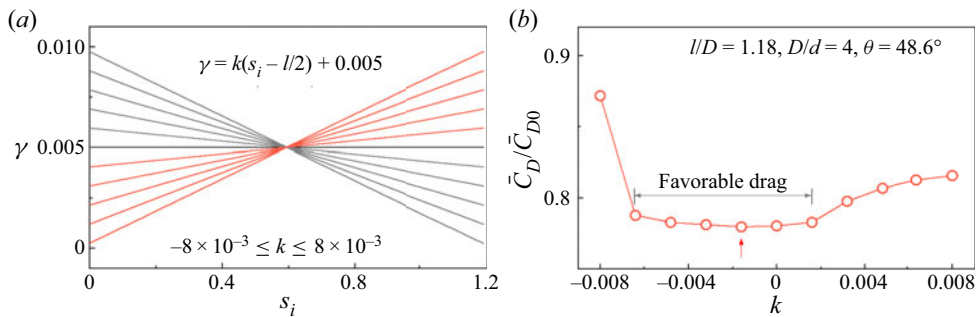 (a)
0.010
γ = k(s_i – l/2) + 0.005
γ 0.005
–8 × 10⁻³ ≤ k ≤ 8 × 10⁻³
0
0 0.4 0.8 1.2
s_i
(b)
0.9
l/D = 1.18, D/d = 4, θ = 48.6°
C̄_D/C̄_D0
Favorable drag
0.8
–0.008 –0.004 0 0.004 0.008
k